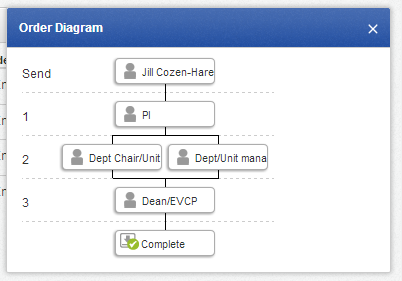 Order Diagram
Send
Jill Cozen-Hare
1
PI
2
Dept Chair/Unit
Dept/Unit mana
3
Dean/EVCP
Complete